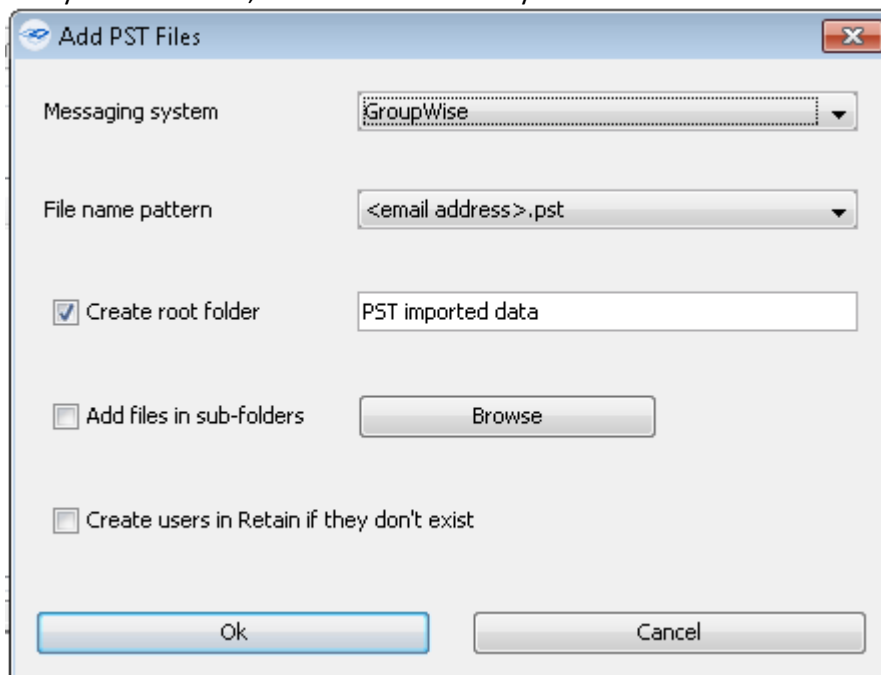 Add PST Files
Messaging system GroupWise
File name pattern <email address>.pst
Create root folder PST imported data
Add files in sub-folders Browse
Create users in Retain if they don't exist
Ok Cancel